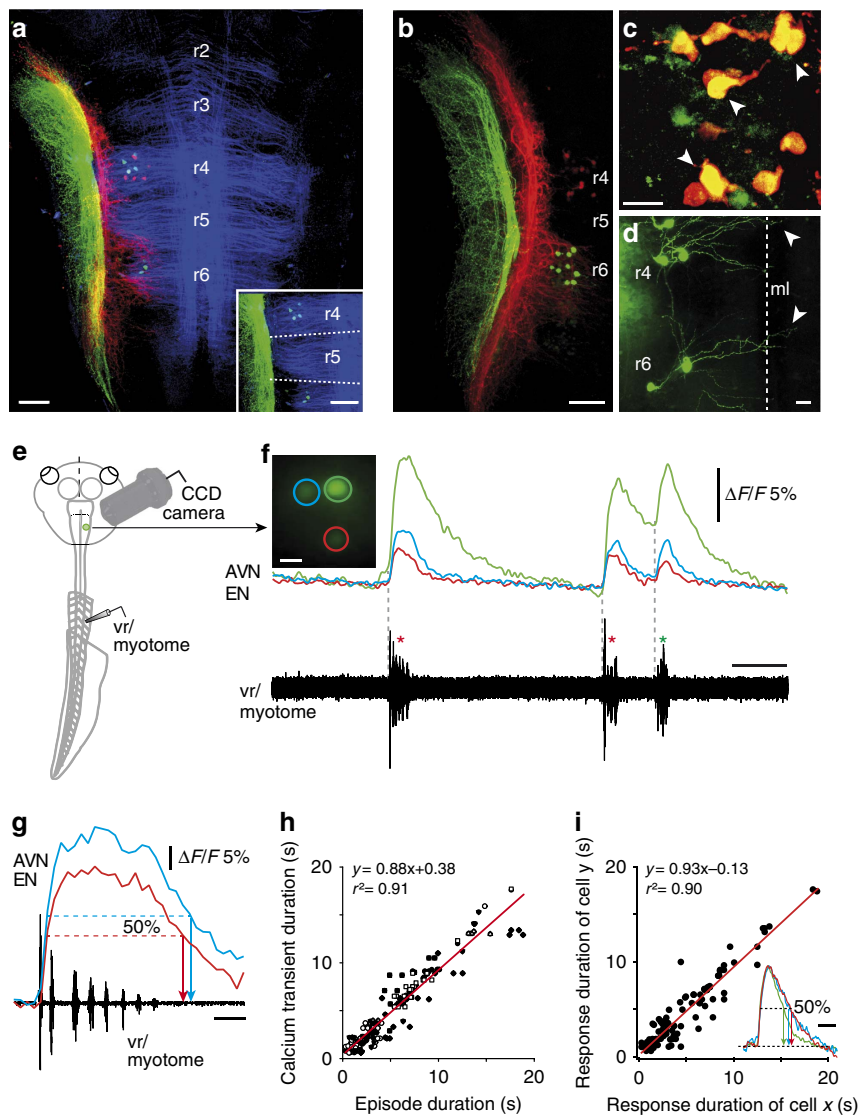 a
r2
r3
r4
r5
r6
r4
r5
b
r4
r5
r6
c
d
r4
ml
r6
e
CCD
camera
vr/
myotome
f
ΔF/F 5%
AVN
EN
* * *
vr/
myotome
g
AVN
EN
ΔF/F 5%
50%
vr/
myotome
h
y= 0.88x+0.38
r²= 0.91
Calcium transient duration (s)
20
10
0
0 10 20
Episode duration (s)
i
y= 0.93x–0.13
r²= 0.90
Response duration of cell y (s)
20
10
0
50%
0 10 20
Response duration of cell x (s)